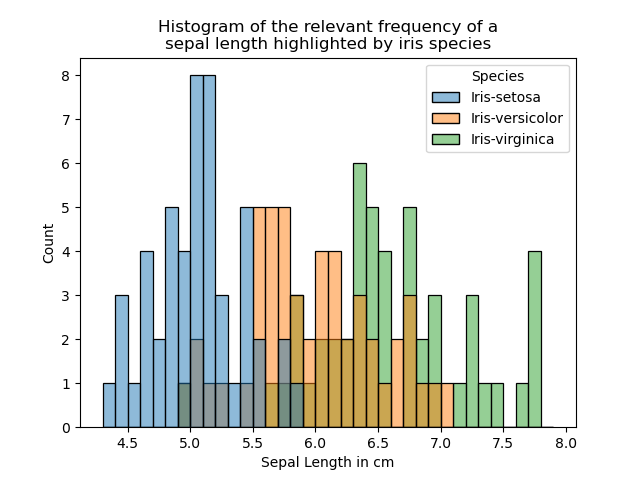 Histogram of the relevant frequency of a
sepal length highlighted by iris species
Species
Iris-setosa
Iris-versicolor
Iris-virginica
Count
8
7
6
5
4
3
2
1
0
4.5 5.0 5.5 6.0 6.5 7.0 7.5 8.0
Sepal Length in cm